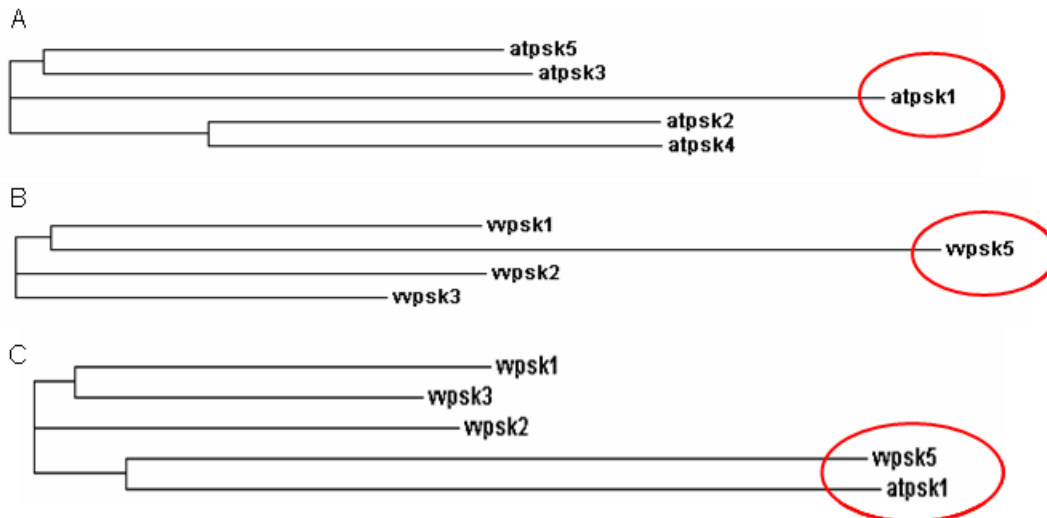 A
atpsk5
atpsk3
atpsk1
atpsk2
atpsk4
B
vvpsk1
vvpsk5
vvpsk2
vvpsk3
C
vvpsk1
vvpsk3
vvpsk2
vvpsk5
atpsk1